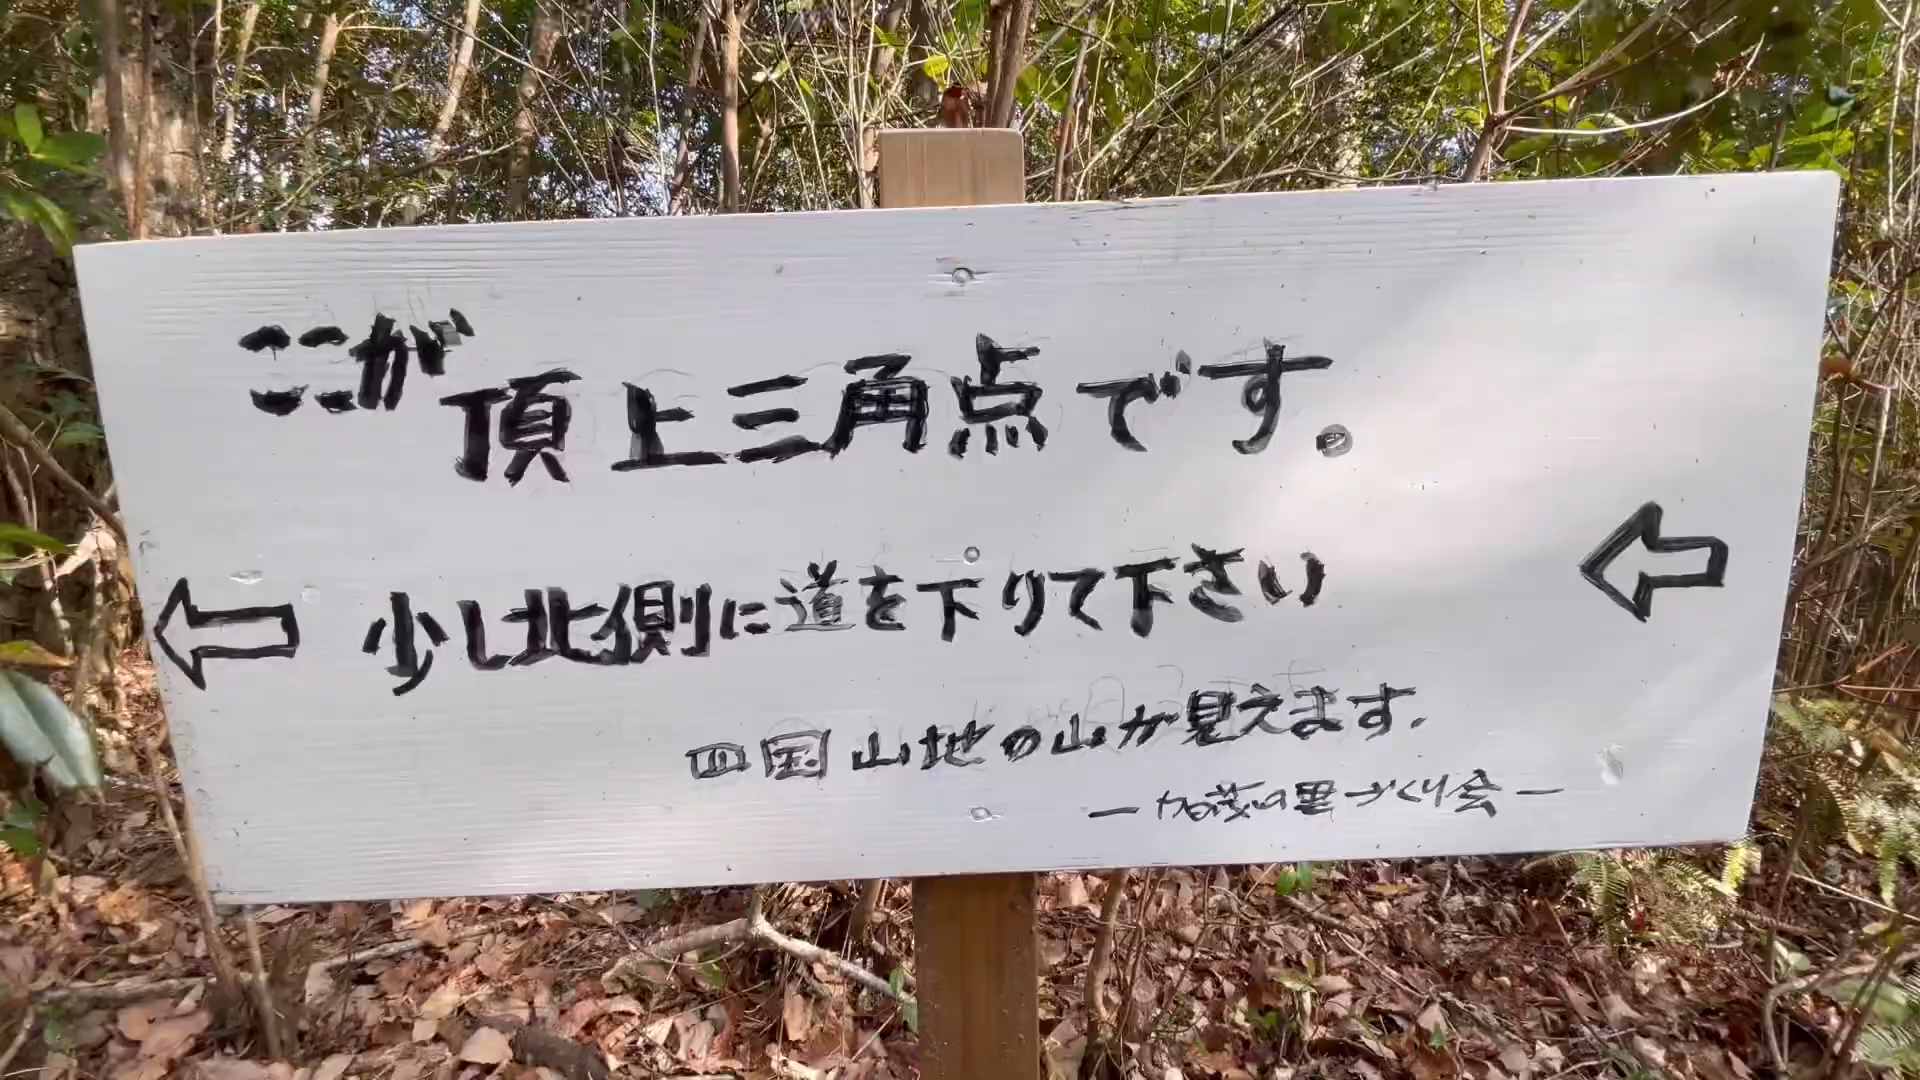 ここが頂上三角点です。
⇦ 少し北側に道を下りて下さい ⇦
四国山地の山が見えます.
ー加茂の里づくり会ー